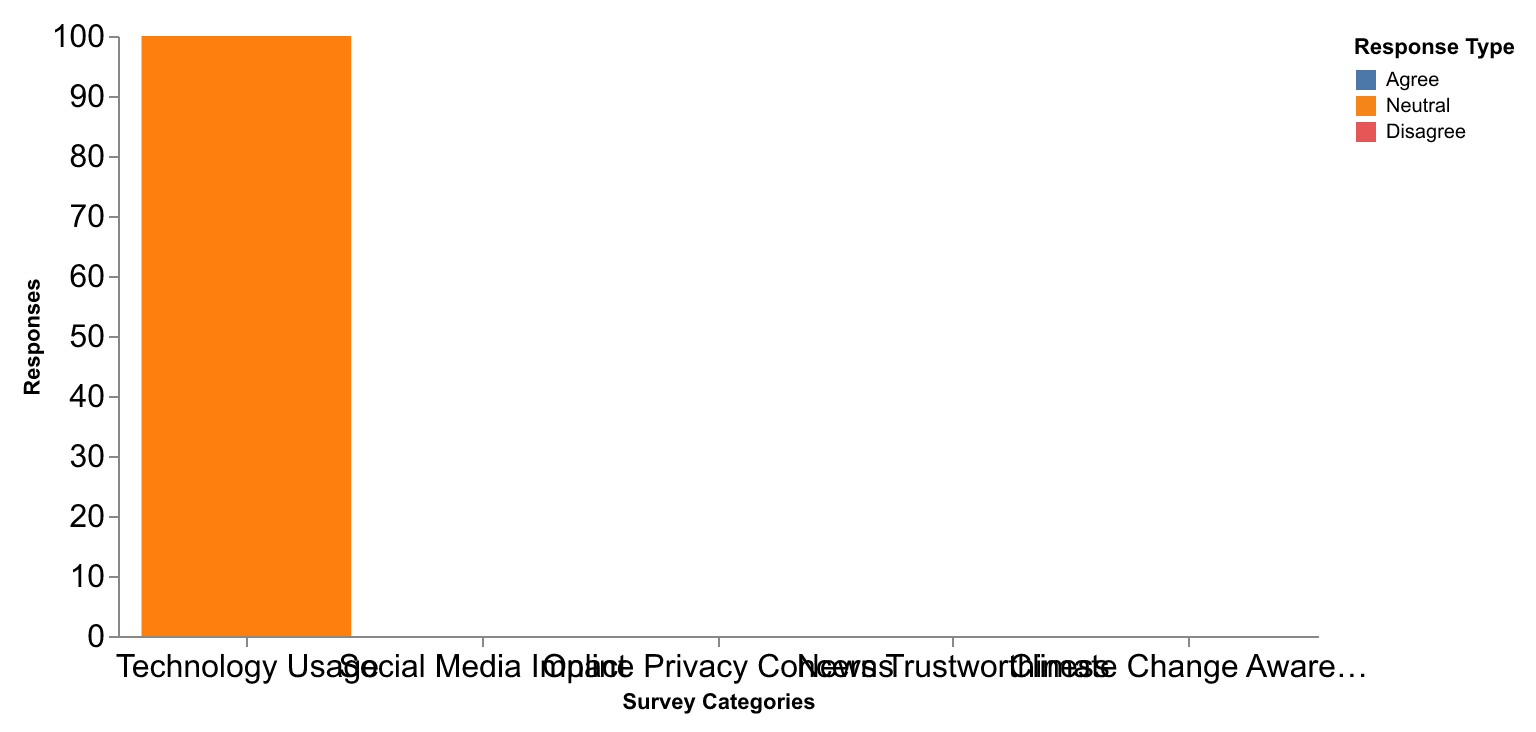 100
90
80
70
60
50
40
30
20
10
0
Responses
Technology Usage
Social Media Impact
Online Privacy Concerns
News Trustworthiness
Climate Change Aware…
Survey Categories
Response Type
Agree
Neutral
Disagree